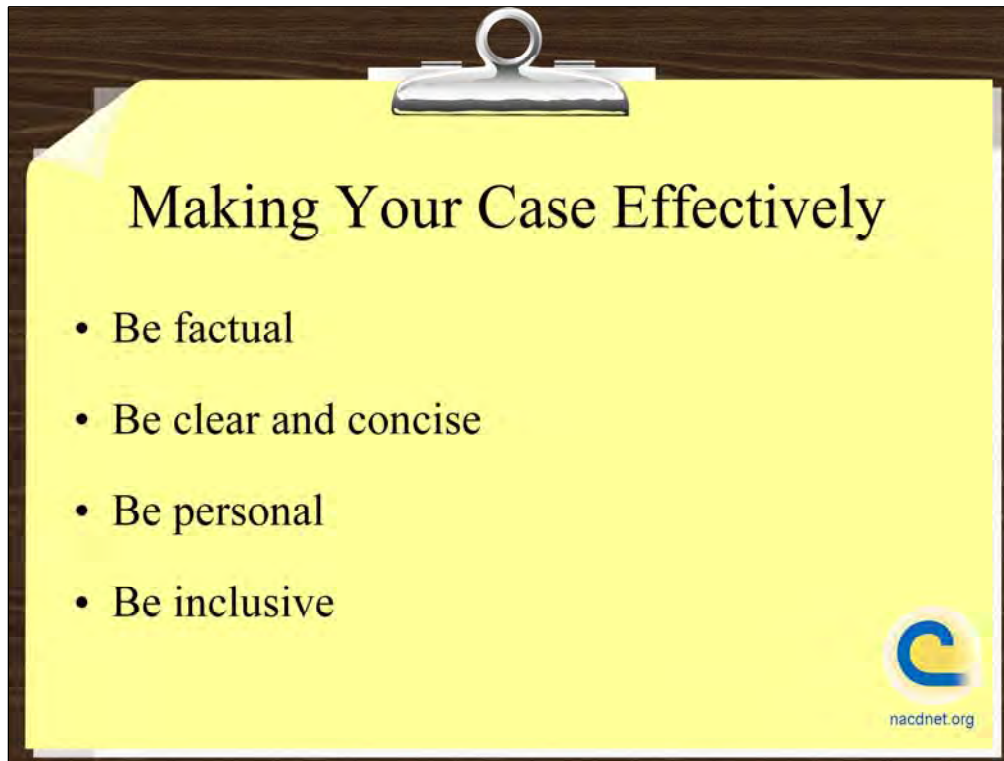 Making Your Case Effectively
• Be factual
• Be clear and concise
• Be personal
• Be inclusive
nacdnet.org